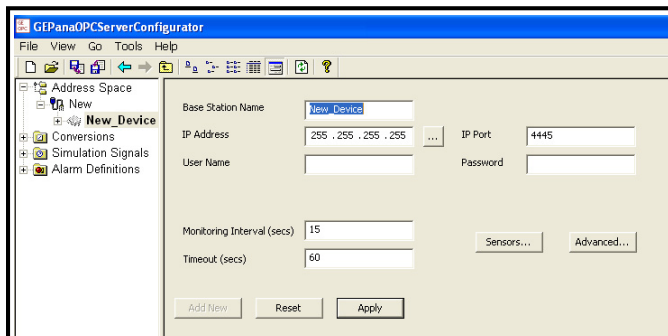 GE
OPC
GEPanaOPCServerConfigurator
File View Go Tools Help
Address Space
New
New_Device
Conversions
Simulation Signals
Alarm Definitions
Base Station Name New_Device
IP Address 255 . 255 . 255 . 255 ... IP Port 4445
User Name Password
Monitoring Interval (secs) 15
Sensors... Advanced...
Timeout (secs) 60
Add New Reset Apply